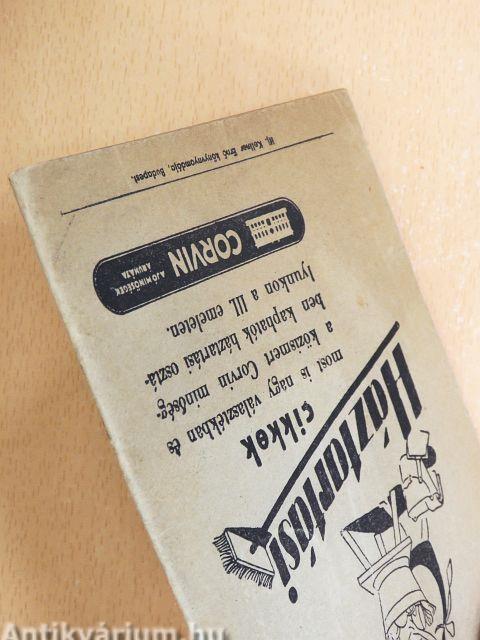 Háztartási
cikkek
most is nagy választékban és
a közismert Corvin minőség-
ben kaphatók háztartási osztá-
lyunkon a III. emeleten.
CORVIN
A JÓ MINŐSÉGEK
ÁRUHÁZA
Ifj. Kellner Ernő könyvnyomdája, Budapest.
Antikvárium.hu